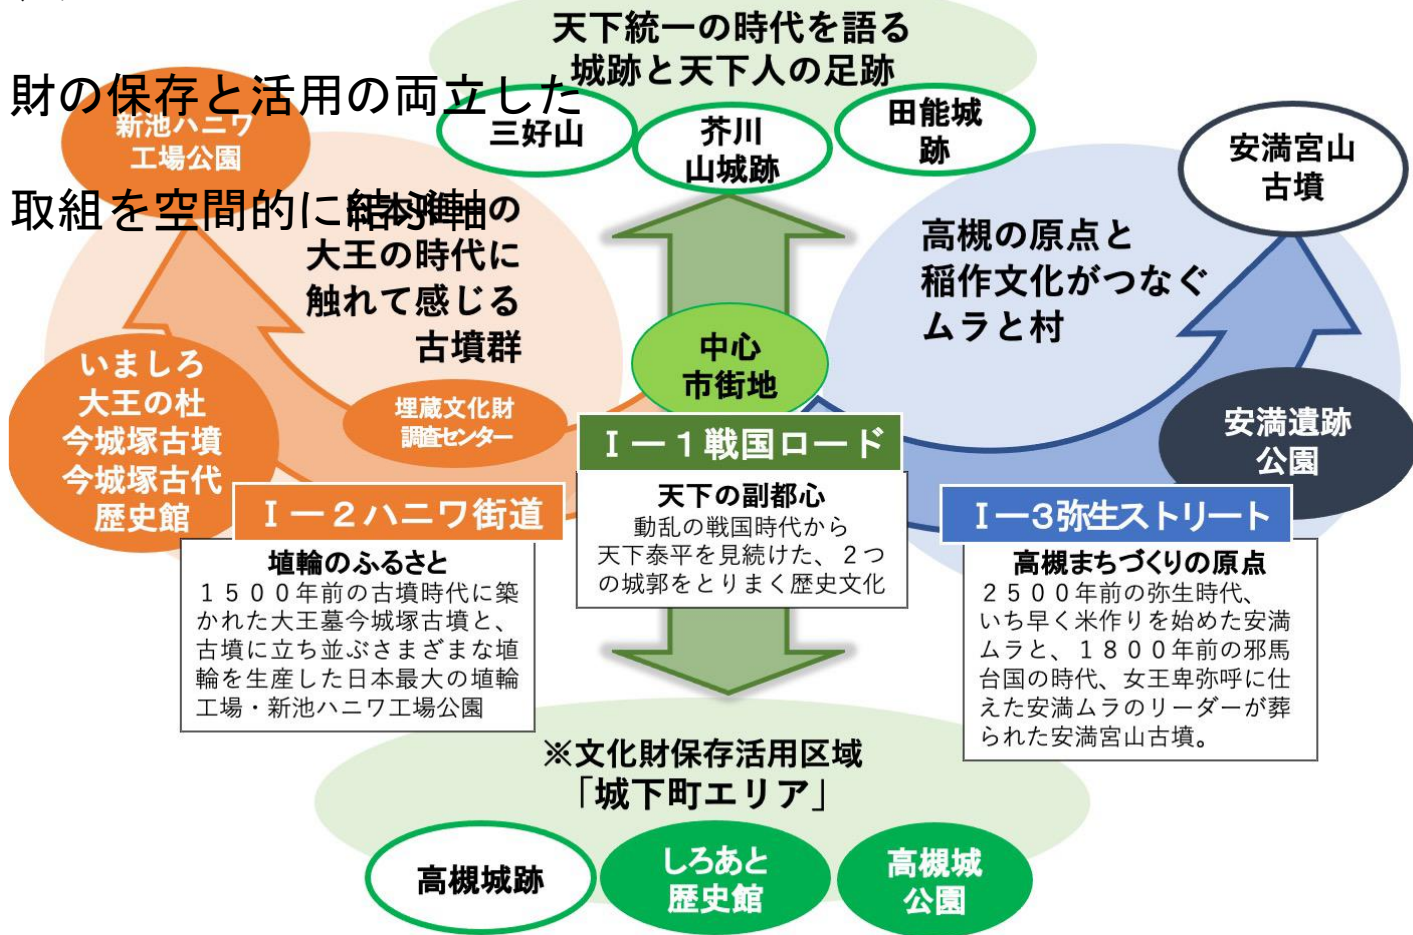 天下統一の時代を語る
城跡と天下人の足跡
財の保存と活用の両立した
取組を空間的に結ぶ軸
三好山
芥川
山城跡
田能城
跡
新池ハニワ
工場公園
大王の時代に
触れて感じる
古墳群
いましろ
大王の杜
今城塚古墳
今城塚古代
歴史館
埋蔵文化財
調査センター
中心
市街地
高槻の原点と
稲作文化がつなぐ
ムラと村
安満宮山
古墳
安満遺跡
公園
Ⅰー1戦国ロード
天下の副都心
動乱の戦国時代から
天下泰平を見続けた、2つ
の城郭をとりまく歴史文化
Ⅰー2ハニワ街道
埴輪のふるさと
1500年前の古墳時代に築
かれた大王墓今城塚古墳と、
古墳に立ち並ぶさまざまな埴
輪を生産した日本最大の埴輪
工場・新池ハニワ工場公園
Ⅰー3弥生ストリート
高槻まちづくりの原点
2500年前の弥生時代、
いち早く米作りを始めた安満
ムラと、1800年前の邪馬
台国の時代、女王卑弥呼に仕
えた安満ムラのリーダーが葬
られた安満宮山古墳。
※文化財保存活用区域
「城下町エリア」
高槻城跡
しろあと
歴史館
高槻城
公園